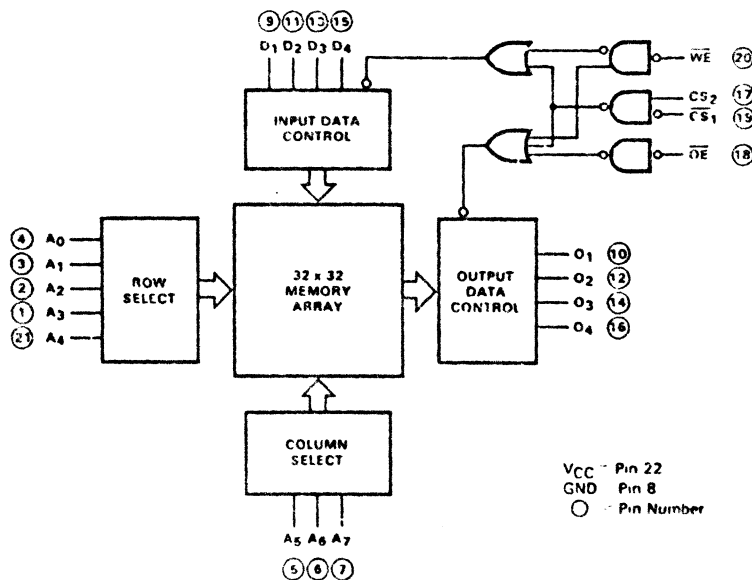 9 11 13 15
D1 D2 D3 D4
WE 20
CS2 17
CS1 19
OE 18
INPUT DATA
CONTROL
4 A0
3 A1
2 A2
1 A3
21 A4
ROW
SELECT
32 x 32
MEMORY
ARRAY
OUTPUT
DATA
CONTROL
O1 10
O2 12
O3 14
O4 16
COLUMN
SELECT
A5 A6 A7
5 6 7
VCC = Pin 22
GND Pin 8
= Pin Number